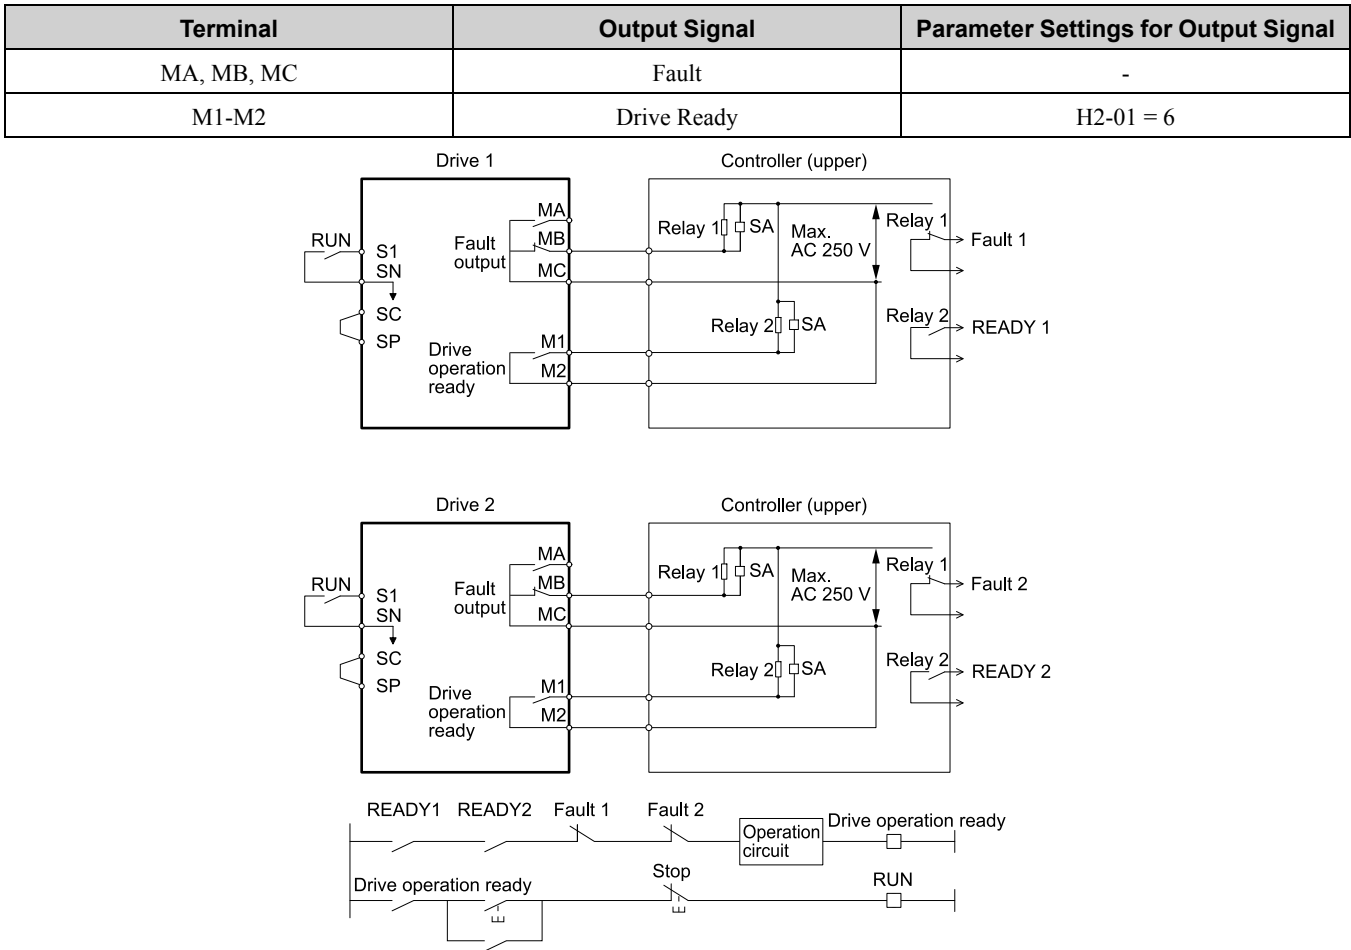 Terminal Output Signal Parameter Settings for Output Signal
MA, MB, MC Fault -
M1-M2 Drive Ready H2-01 = 6
Drive 1
Controller (upper)
RUN
S1
SN
SC
SP
Fault
output
MA
MB
MC
Drive
operation
ready
M1
M2
Relay 1
SA
Max.
AC 250 V
Relay 2
SA
Relay 1
Fault 1
Relay 2
READY 1
Drive 2
Controller (upper)
RUN
S1
SN
SC
SP
Fault
output
MA
MB
MC
Drive
operation
ready
M1
M2
Relay 1
SA
Max.
AC 250 V
Relay 2
SA
Relay 1
Fault 2
Relay 2
READY 2
READY1 READY2 Fault 1 Fault 2
Operation
circuit
Drive operation ready
Drive operation ready
Stop
RUN